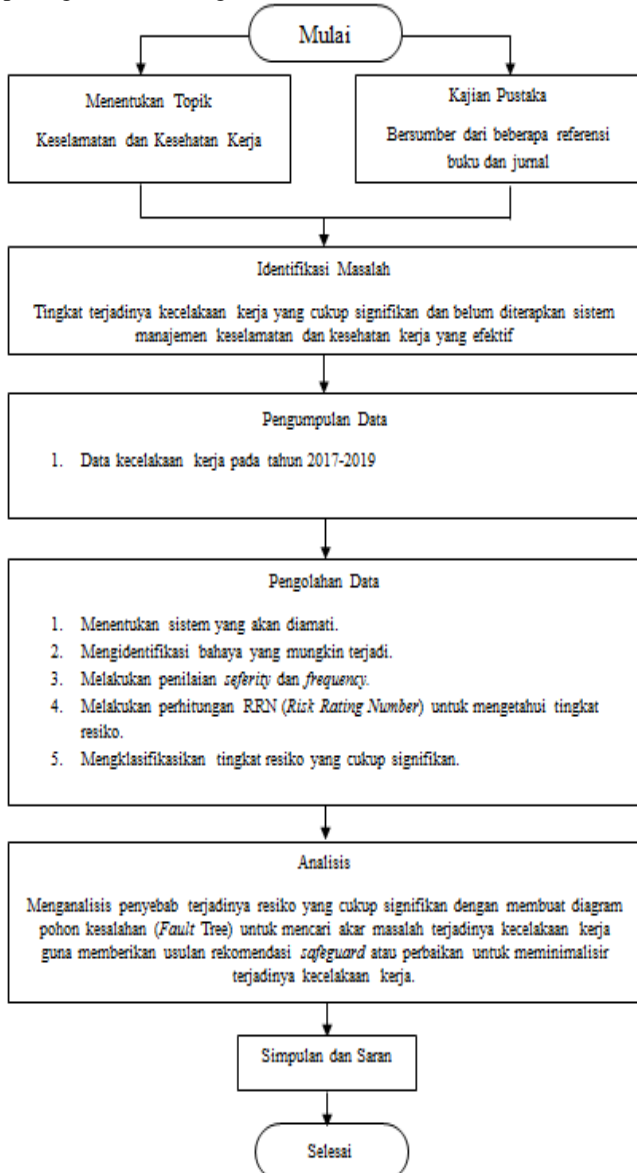 Mulai
Menentukan Topik
Keselamatan dan Kesehatan Kerja
Kajian Pustaka
Bersumber dari beberapa referensi
buku dan jurnal
Identifikasi Masalah
Tingkat terjadinya kecelakaan kerja yang cukup signifikan dan belum diterapkan sistem
manajemen keselamatan dan kesehatan kerja yang efektif
Pengumpulan Data
1. Data kecelakaan kerja pada tahun 2017-2019
Pengolahan Data
1. Menentukan sistem yang akan diamati.
2. Mengidentifikasi bahaya yang mungkin terjadi.
3. Melakukan penilaian seferity dan frequency.
4. Melakukan perhitungan RRN (Risk Rating Number) untuk mengetahui tingkat
resiko.
5. Mengklasifikasikan tingkat resiko yang cukup signifikan.
Analisis
Menganalisis penyebab terjadinya resiko yang cukup signifikan dengan membuat diagram
pohon kesalahan (Fault Tree) untuk mencari akar masalah terjadinya kecelakaan kerja
guna memberikan usulan rekomendasi safeguard atau perbaikan untuk meminimalisir
terjadinya kecelakaan kerja.
Simpulan dan Saran
Selesai